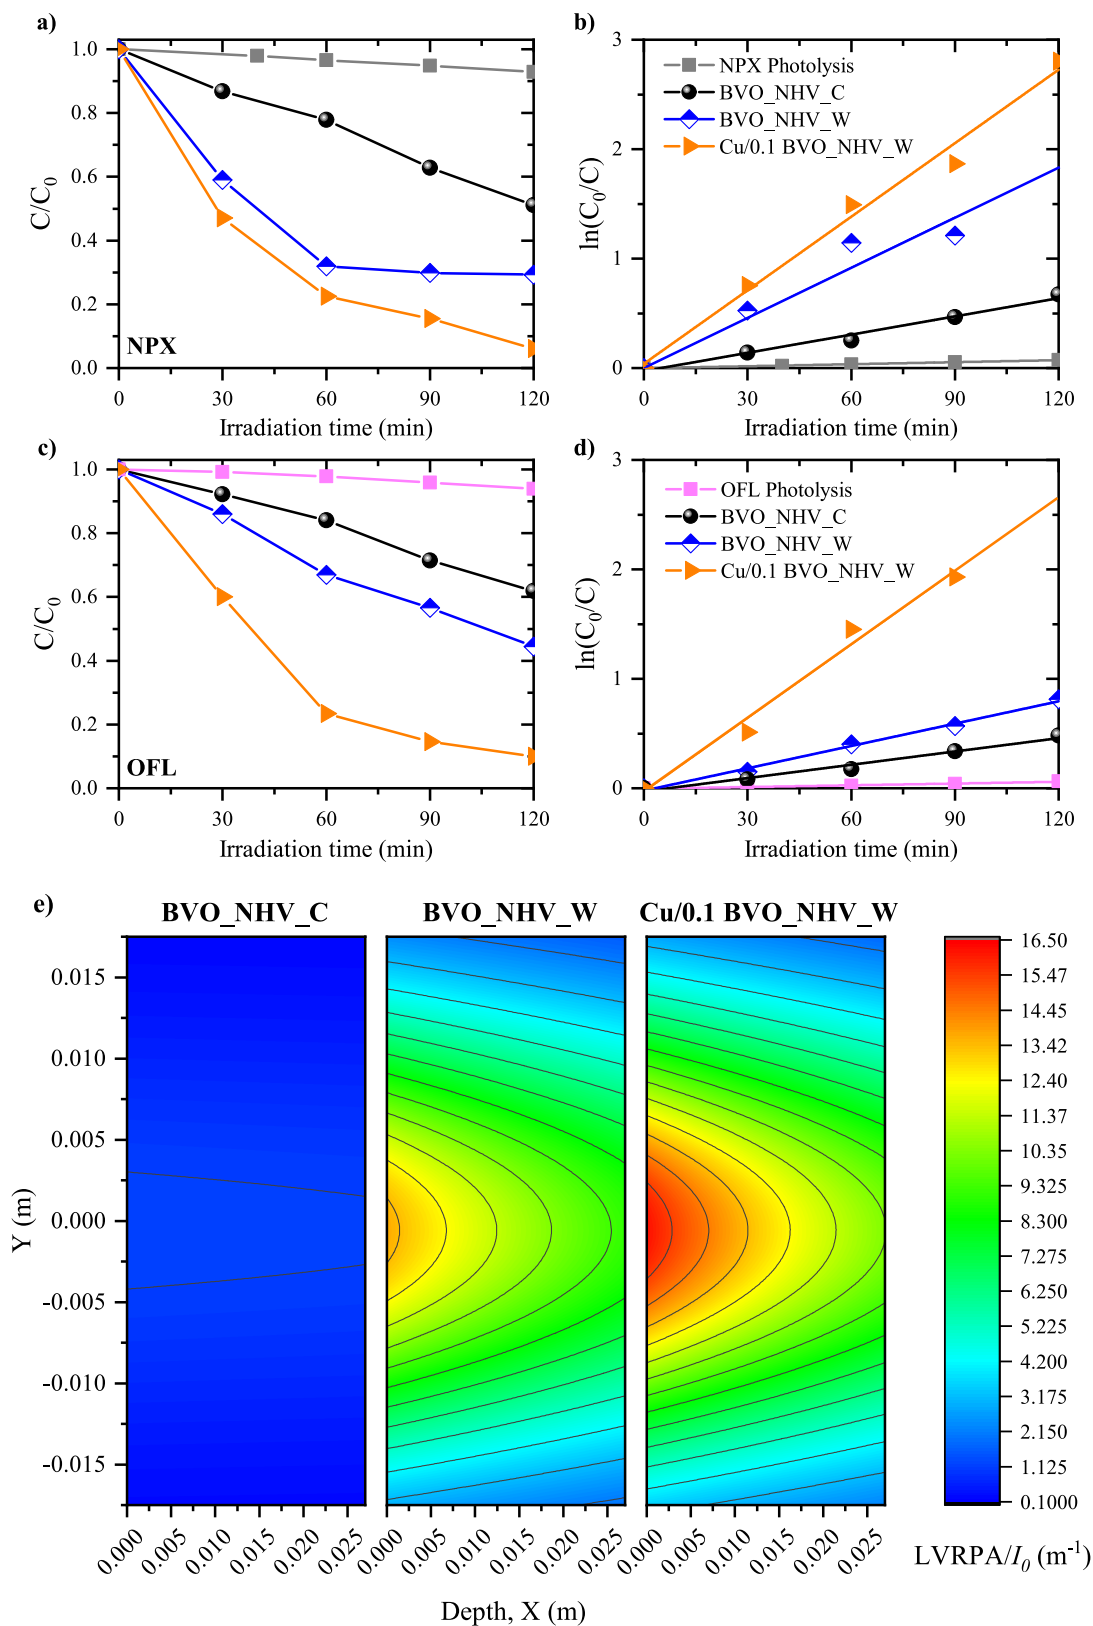 a)
C/C0
1.0
0.8
0.6
0.4
0.2
0.0
NPX
0 30 60 90 120
Irradiation time (min)
b)
ln(C0/C)
3
2
1
0
NPX Photolysis
BVO_NHV_C
BVO_NHV_W
Cu/0.1 BVO_NHV_W
0 30 60 90 120
Irradiation time (min)
c)
C/C0
1.0
0.8
0.6
0.4
0.2
0.0
OFL
0 30 60 90 120
Irradiation time (min)
d)
ln(C0/C)
3
2
1
0
OFL Photolysis
BVO_NHV_C
BVO_NHV_W
Cu/0.1 BVO_NHV_W
0 30 60 90 120
Irradiation time (min)
e)
BVO_NHV_C BVO_NHV_W Cu/0.1 BVO_NHV_W
Y (m)
0.015
0.010
0.005
0.000
-0.005
-0.010
-0.015
0.000 0.005 0.010 0.015 0.020 0.025
0.000 0.005 0.010 0.015 0.020 0.025
0.000 0.005 0.010 0.015 0.020 0.025
Depth, X (m)
16.50
15.47
14.45
13.42
12.40
11.37
10.35
9.325
8.300
7.275
6.250
5.225
4.200
3.175
2.150
1.125
0.1000
LVRPA/I0 (m-1)